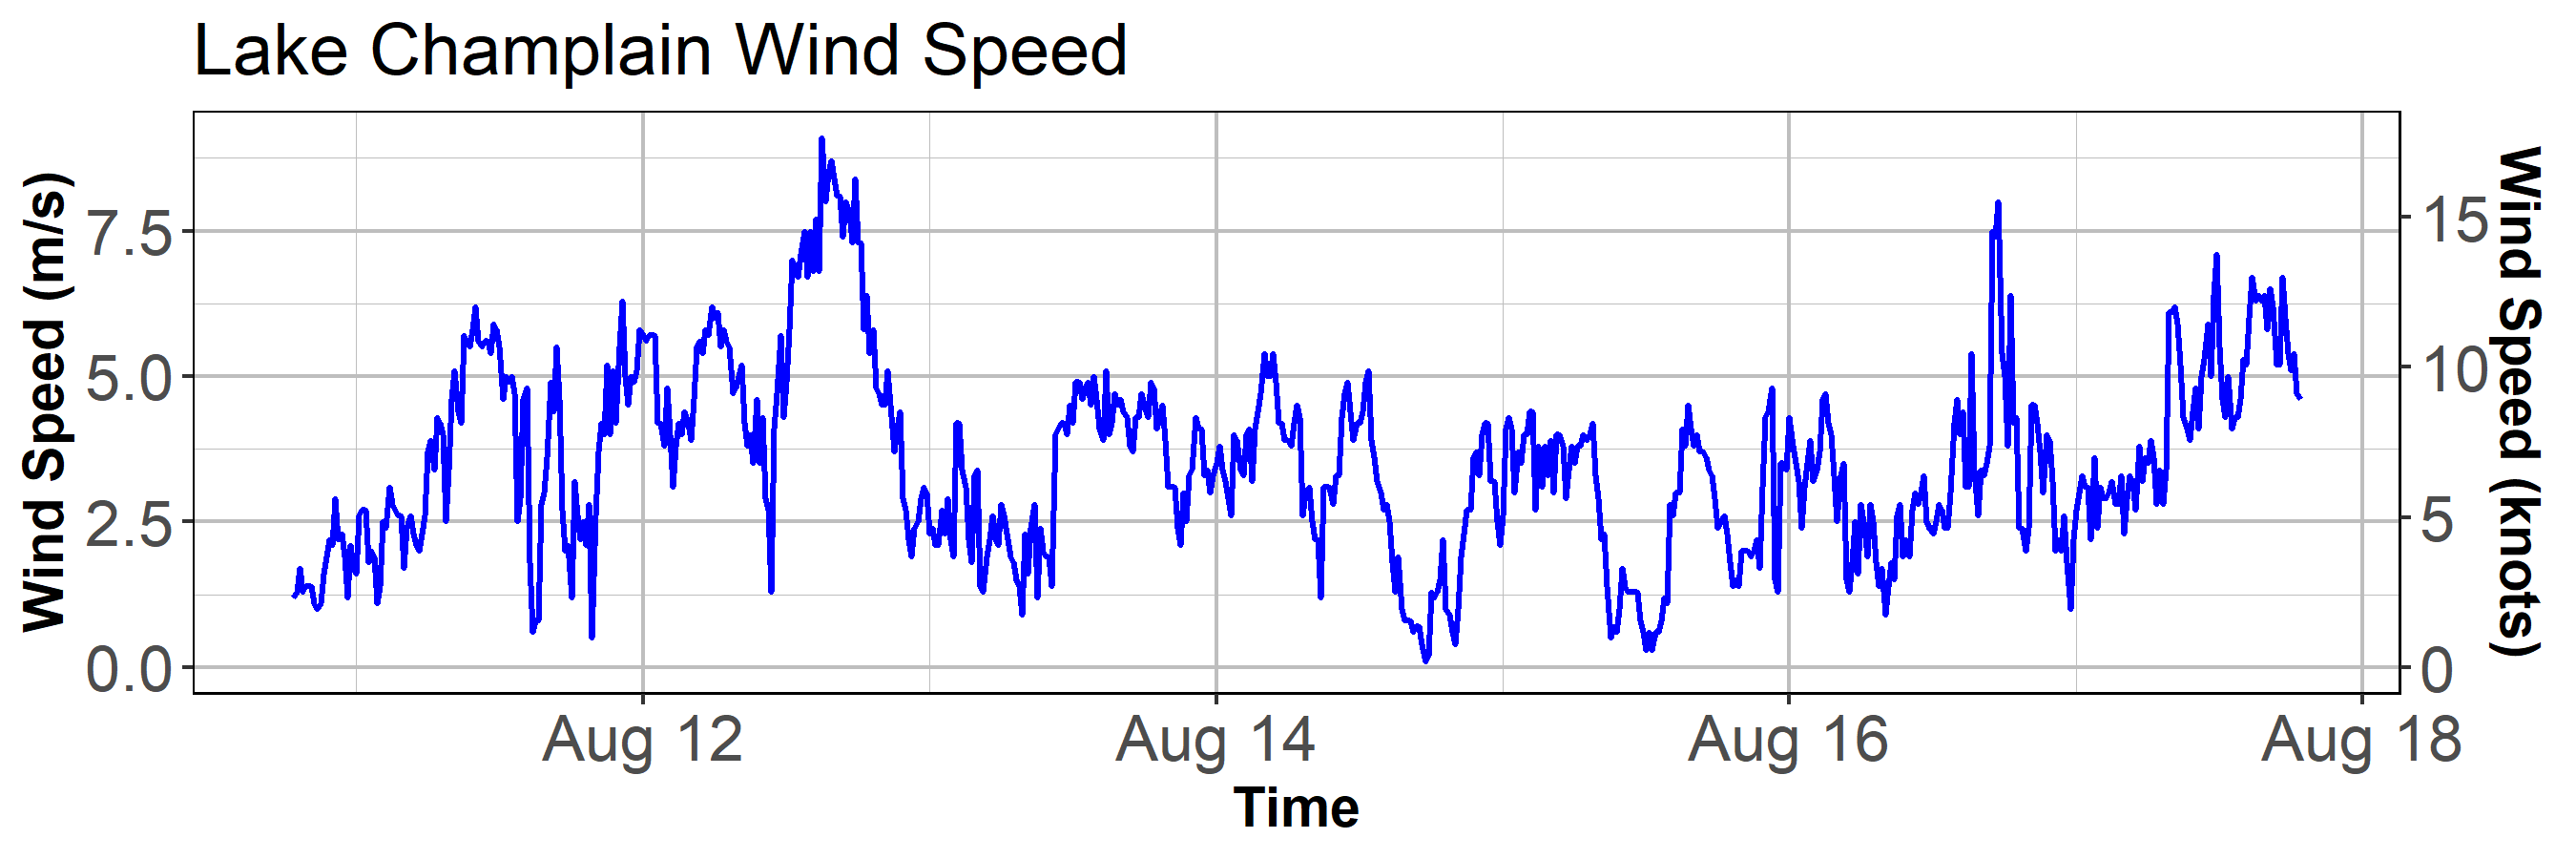 Lake Champlain Wind Speed
Wind Speed (m/s)
7.5
5.0
2.5
0.0
15
10
5
0
Wind Speed (knots)
Aug 12
Aug 14
Aug 16
Aug 18
Time